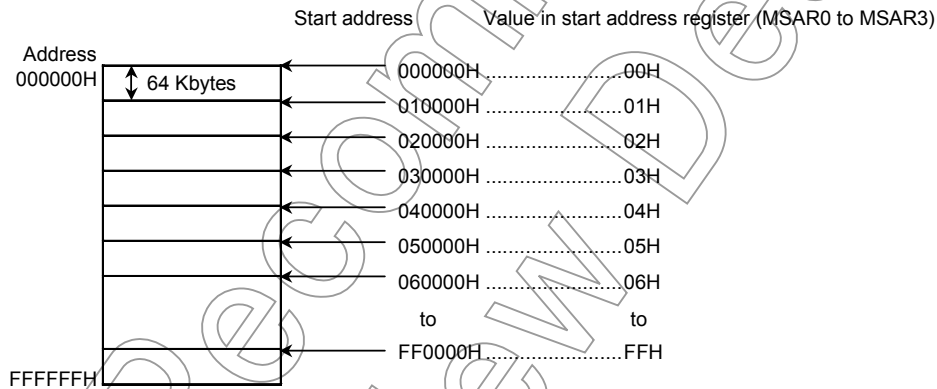 Start address Value in start address register (MSAR0 to MSAR3)
Address
000000H
64 Kbytes
000000H ........................00H
010000H ........................01H
020000H ........................02H
030000H ........................03H
040000H ........................04H
050000H ........................05H
060000H ........................06H
to to
FF0000H ........................FFH
FFFFFFH